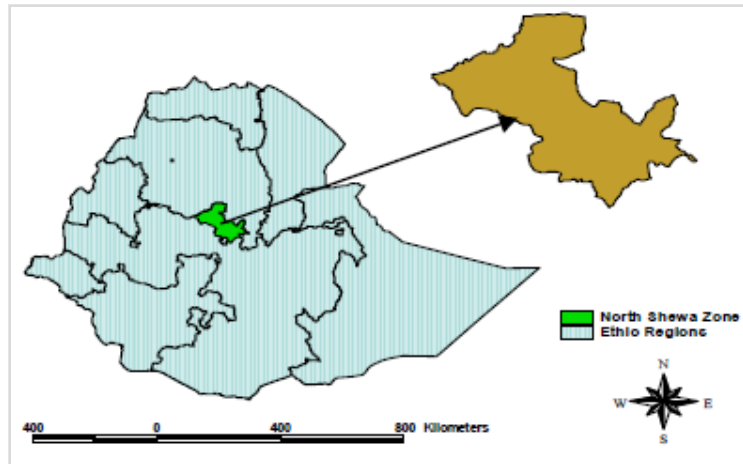 North Shewa Zone
Ethio Regions
N
W E
S
400 0 400 800 Kilometers